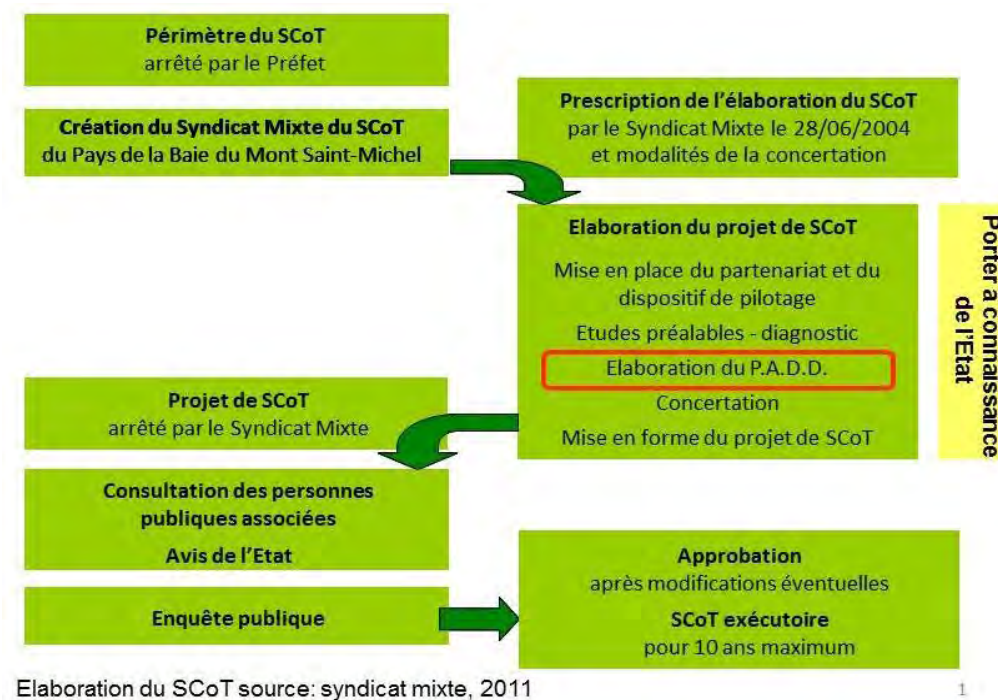 Périmètre du SCoT
arrêté par le Préfet
Création du Syndicat Mixte du SCoT
du Pays de la Baie du Mont Saint-Michel
Prescription de l'élaboration du SCoT
par le Syndicat Mixte le 28/06/2004
et modalités de la concertation
Elaboration du projet de SCoT
Mise en place du partenariat et du
dispositif de pilotage
Etudes préalables - diagnostic
Elaboration du P.A.D.D.
Concertation
Mise en forme du projet de SCoT
Porter a connaissance
de l'Etat
Projet de SCoT
arrêté par le Syndicat Mixte
Consultation des personnes
publiques associées
Avis de l'Etat
Enquête publique
Approbation
après modifications éventuelles
SCoT exécutoire
pour 10 ans maximum
Elaboration du SCoT source: syndicat mixte, 2011
1